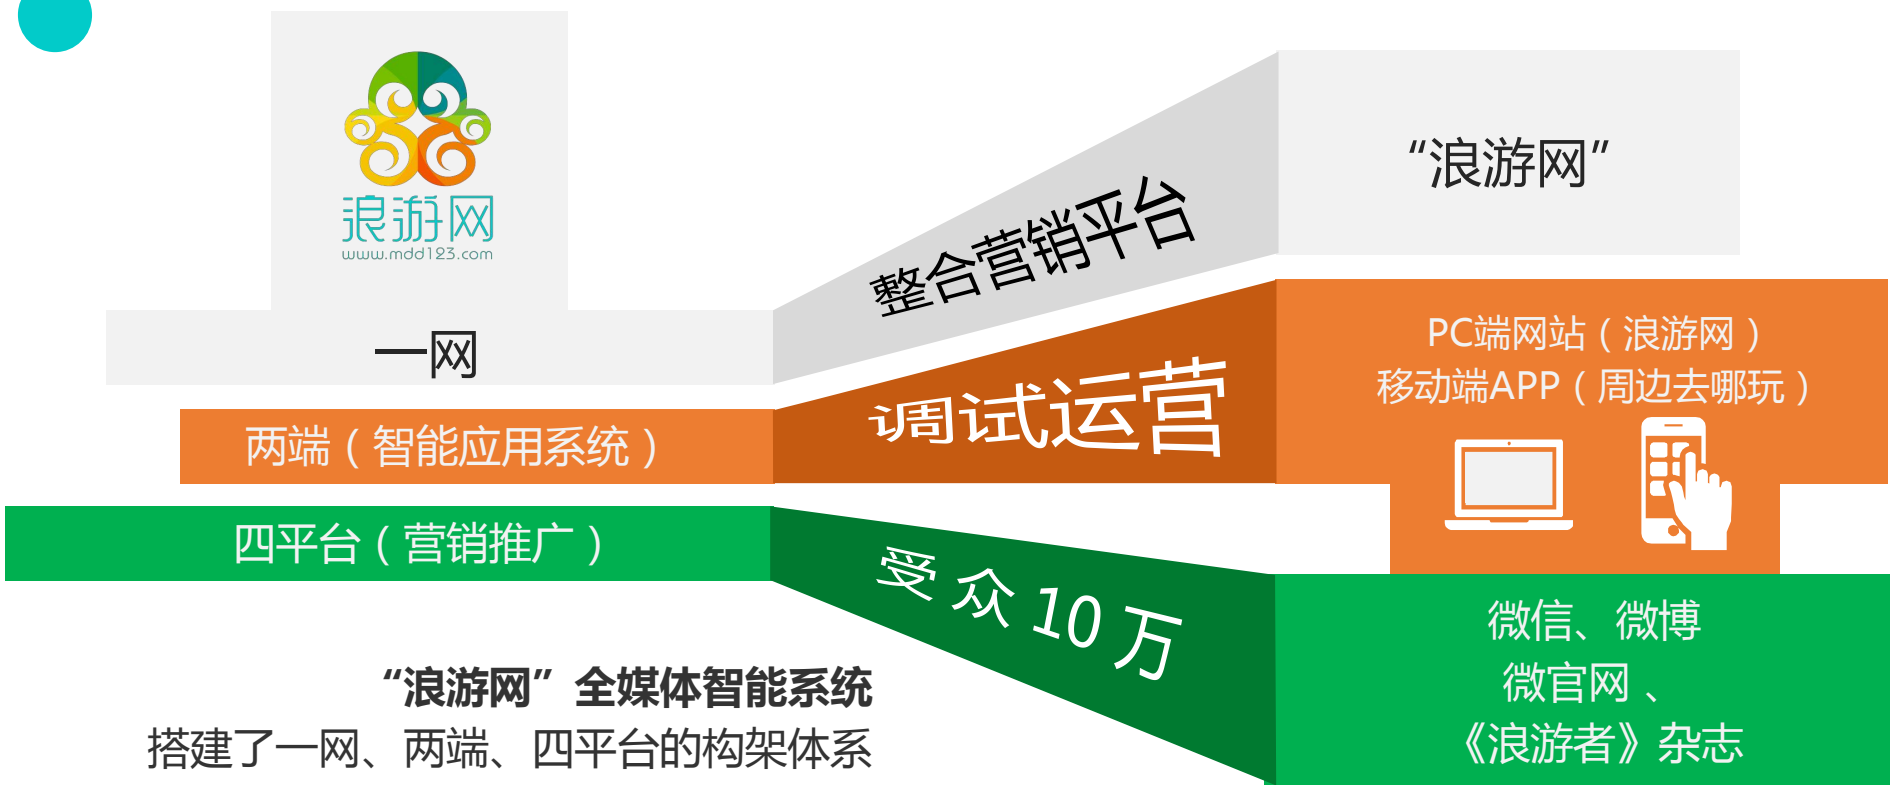 浪游网
www.mdd123.com
一网
整合营销平台
“浪游网”
两端（智能应用系统）
调试运营
PC端网站（浪游网）
移动端APP（周边去哪玩）
四平台（营销推广）
受众10万
微信、微博
微官网、
《浪游者》杂志
“浪游网”全媒体智能系统
搭建了一网、两端、四平台的构架体系